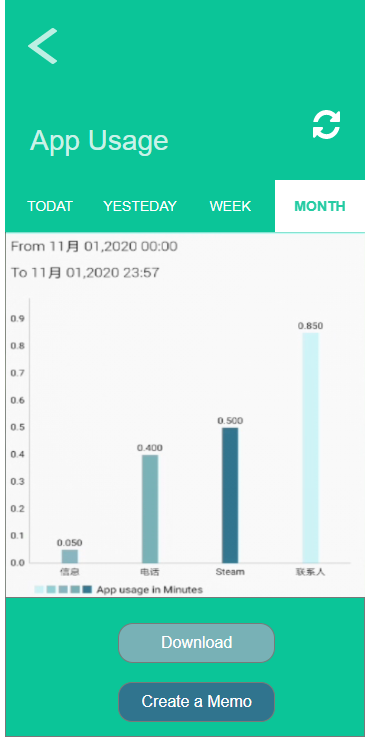 App Usage
TODAT YESTEDAY WEEK MONTH
From 11月 01,2020 00:00
To 11月 01,2020 23:57
0.9
0.850
0.8
0.7
0.6
0.500
0.5
0.400
0.4
0.3
0.2
0.1
0.050
0.0
信息 电话 Steam 联系人
App usage in Minutes
Download
Create a Memo